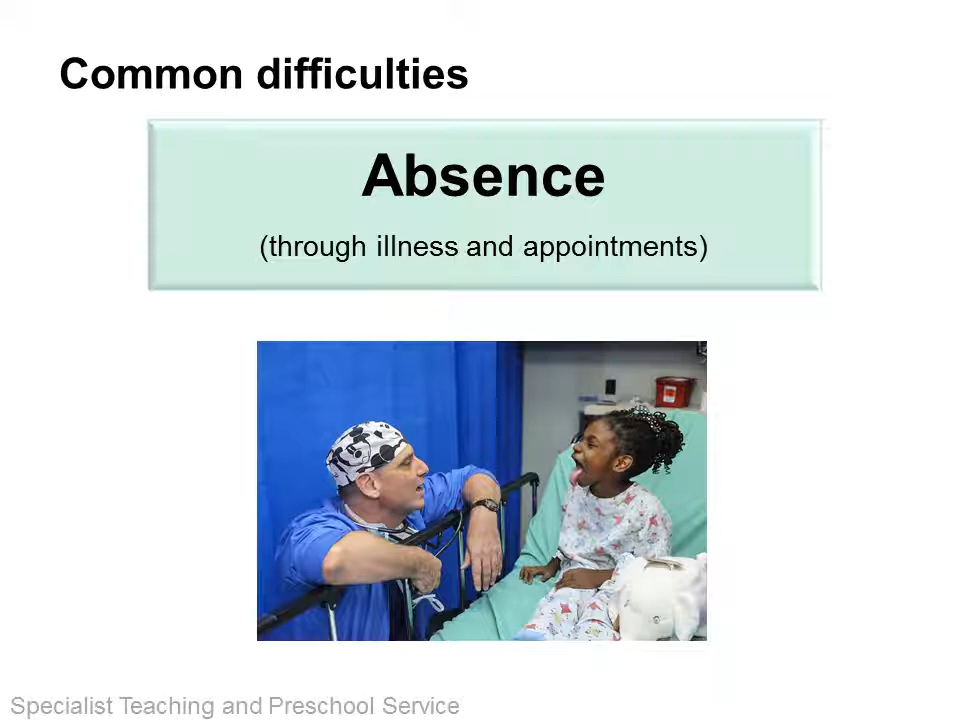 Common difficulties
Absence
(through illness and appointments)
Specialist Teaching and Preschool Service